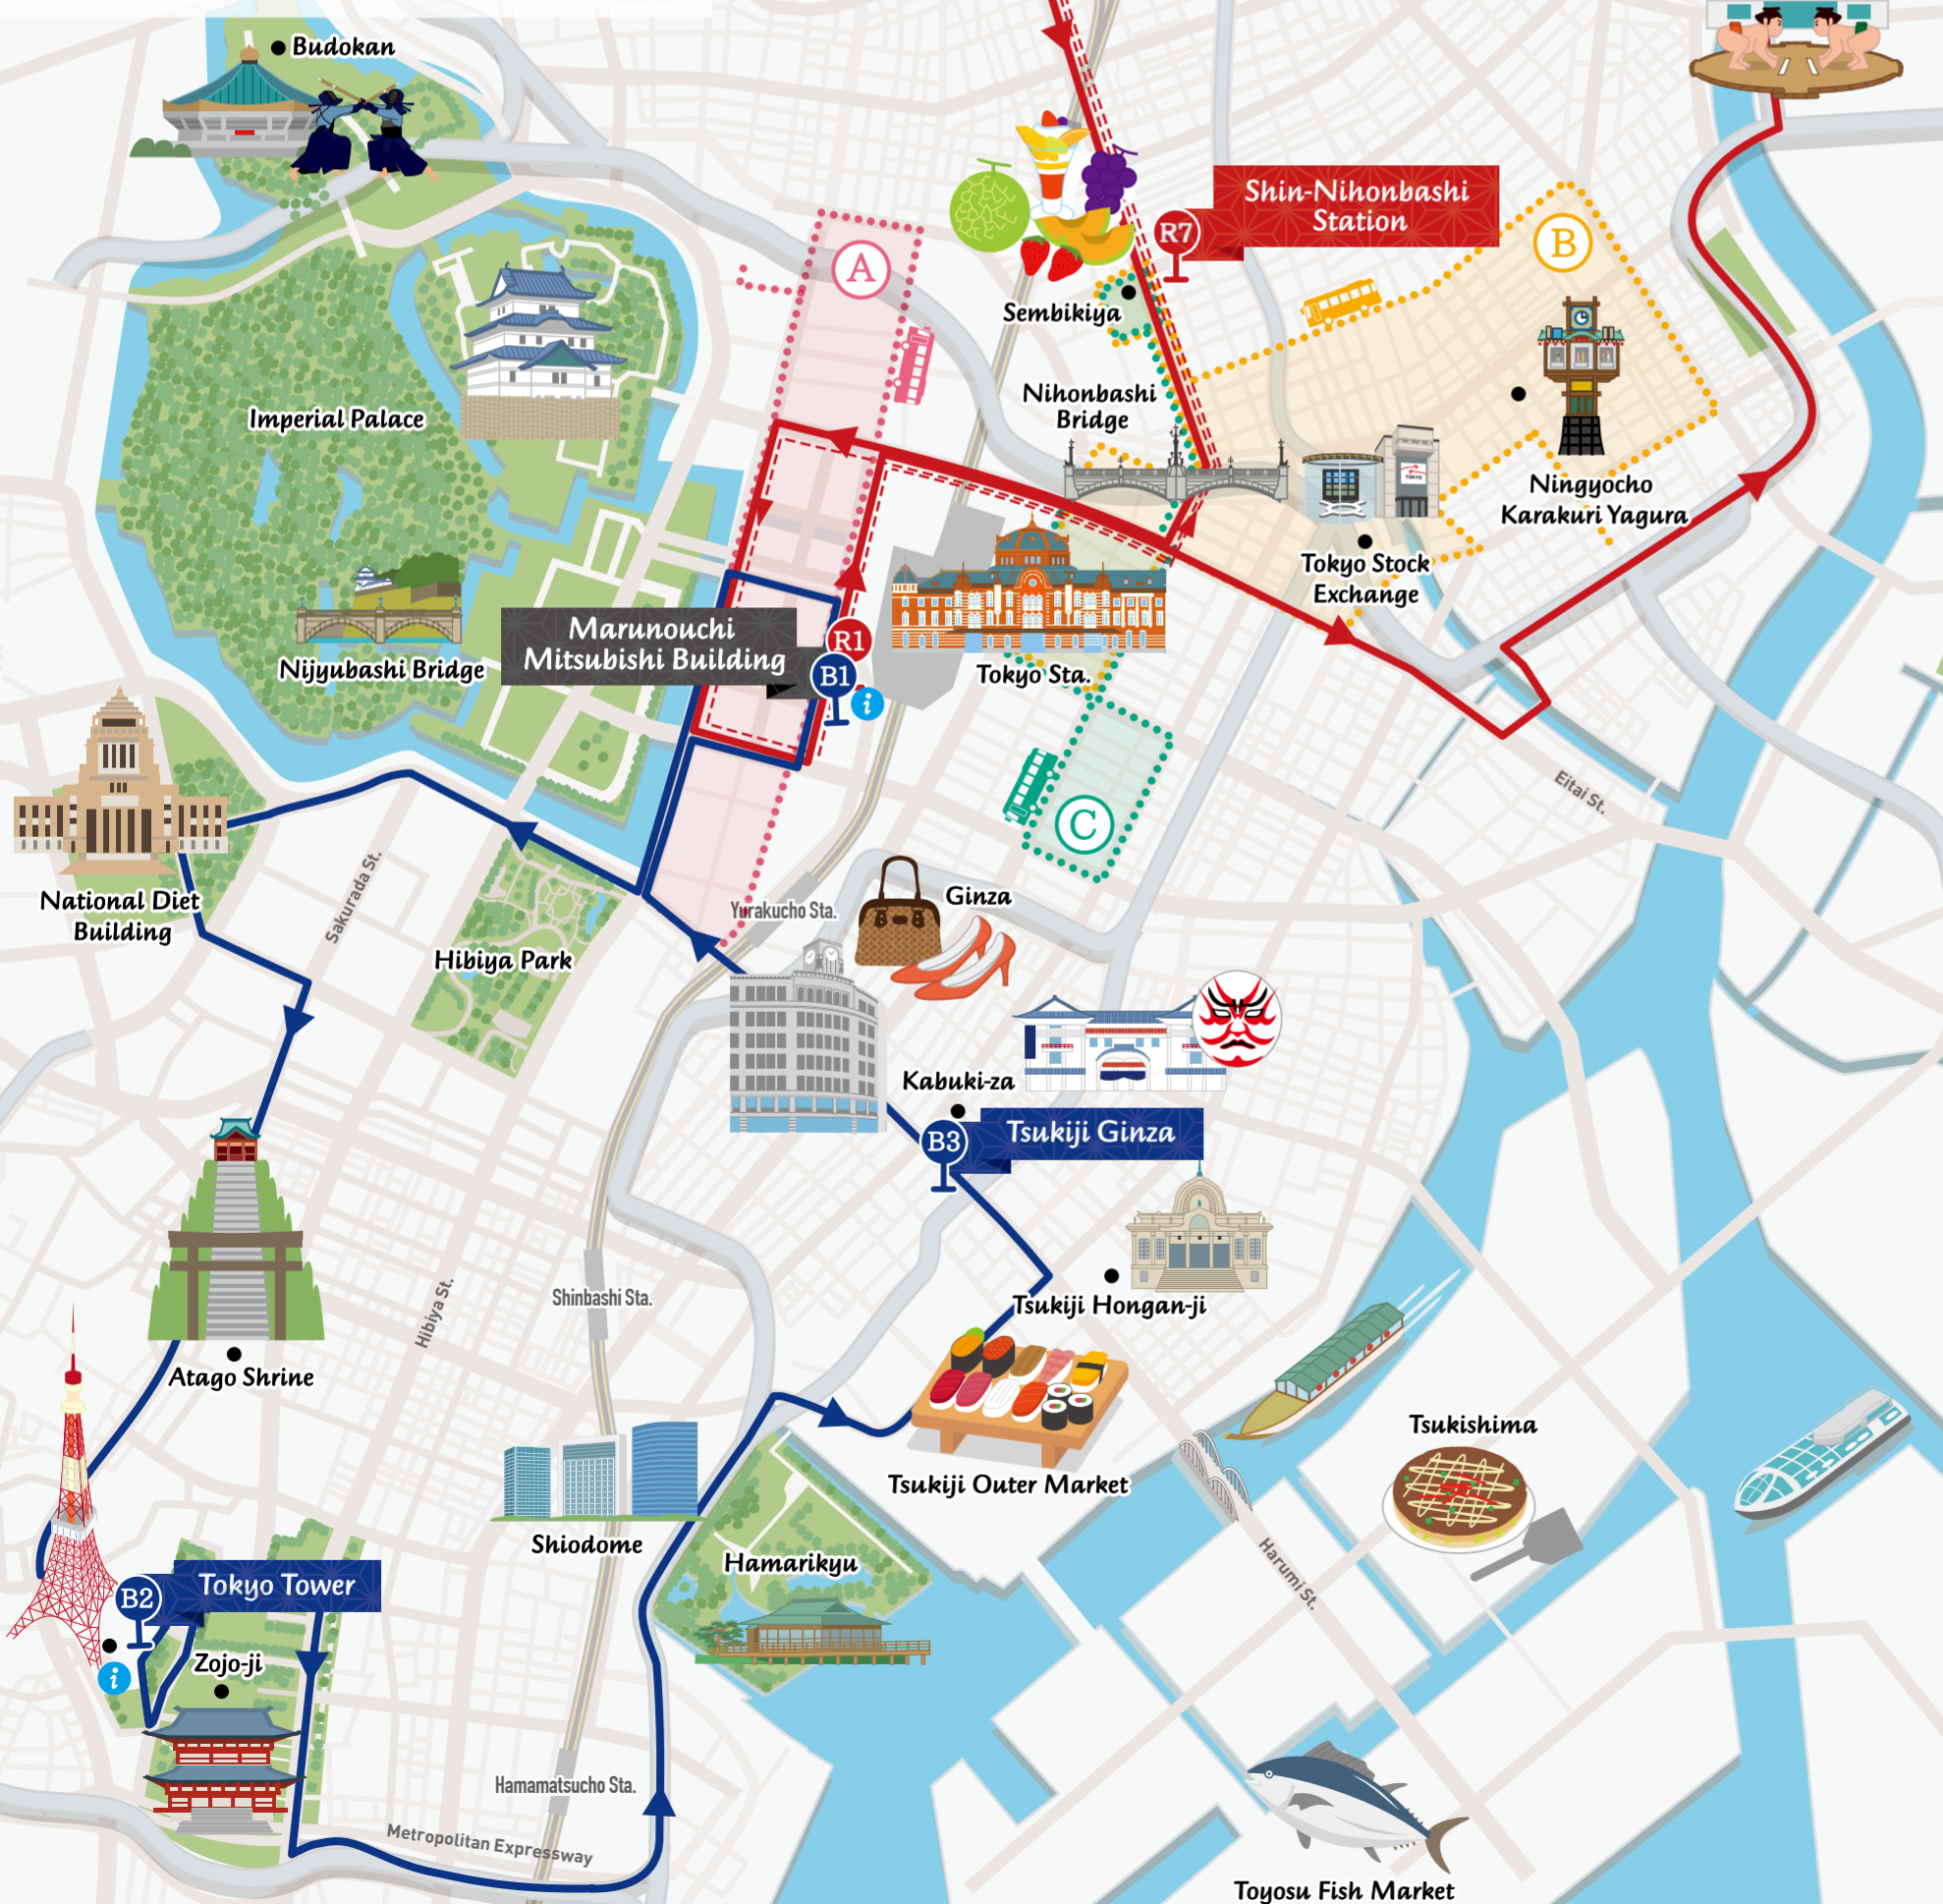 Budokan
Shin-Nihonbashi
Station
R7
A
B
Sembikiya
Nihonbashi
Bridge
Imperial Palace
Ningyocho
Karakuri Yagura
TOKYO
Tokyo Stock
Exchange
Marunouchi
Mitsubishi Building
R1
B1
i
Nijyubashi Bridge
Tokyo Sta.
Eitai St.
C
National Diet
Building
Sakurada St.
Yurakucho Sta.
Ginza
Hibiya Park
Kabuki-za
B3
Tsukiji Ginza
Tsukiji Hongan-ji
Shinbashi Sta.
Hibiya St.
Atago Shrine
Tsukishima
Tsukiji Outer Market
Shiodome
Hamarikyu
Harumi St.
B2
Tokyo Tower
Zojo-ji
i
Hamamatsucho Sta.
Metropolitan Expressway
Toyosu Fish Market